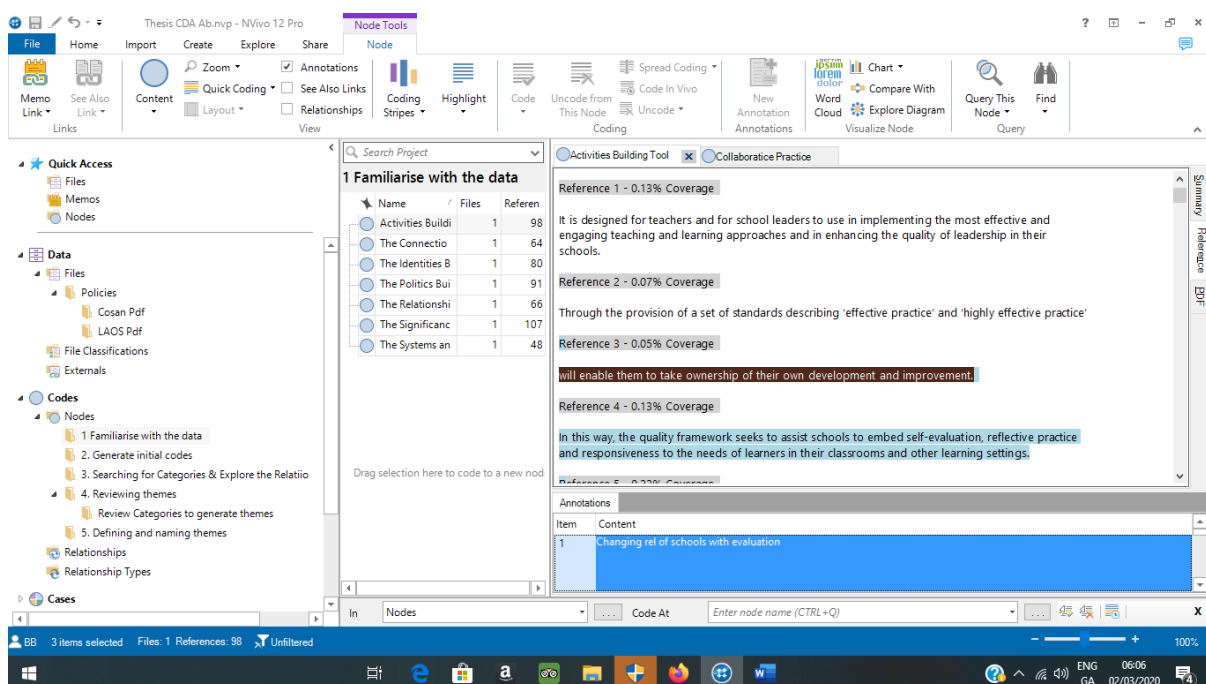 Thesis CDA Ab.nvp - NVivo 12 Pro
Node Tools
File Home Import Create Explore Share Node
Memo Link
See Also Link
Links
Content
Zoom
Quick Coding
Layout
Annotations
See Also Links
Relationships
View
Coding Stripes
Highlight
Code
Uncode from This Node
Spread Coding
Code In Vivo
Uncode
Coding
New Annotation
Annotations
Word Cloud
Chart
Compare With
Explore Diagram
Visualize Node
Query This Node
Find
Query
Quick Access
Files
Memos
Nodes
Data
Files
Policies
Cosan Pdf
LAOS Pdf
File Classifications
Externals
Codes
Nodes
1 Familiarise with the data
2. Generate initial codes
3. Searching for Categories & Explore the Relatio
4. Reviewing themes
Review Categories to generate themes
5. Defining and naming themes
Relationships
Relationship Types
Cases
Search Project
1 Familiarise with the data
Name Files Referen
Activities Buildi 1 98
The Connectio 1 64
The Identities B 1 80
The Politics Bui 1 91
The Relationshi 1 66
The Significanc 1 107
The Systems an 1 48
Drag selection here to code to a new nod
Activities Building Tool
Collaboratice Practice
Reference 1 - 0.13% Coverage
It is designed for teachers and for school leaders to use in implementing the most effective and
engaging teaching and learning approaches and in enhancing the quality of leadership in their
schools.
Reference 2 - 0.07% Coverage
Through the provision of a set of standards describing 'effective practice' and 'highly effective practice'
Reference 3 - 0.05% Coverage
will enable them to take ownership of their own development and improvement.
Reference 4 - 0.13% Coverage
In this way, the quality framework seeks to assist schools to embed self-evaluation, reflective practice
and responsiveness to the needs of learners in their classrooms and other learning settings.
Summary
Reference
PDF
Annotations
Item Content
1 Changing rel of schools with evaluation
In Nodes ... Code At Enter node name (CTRL+Q) ... X
BB 3 items selected Files: 1 References: 98 Unfiltered 100%
ENG
GA
06:06
02/03/2020
4